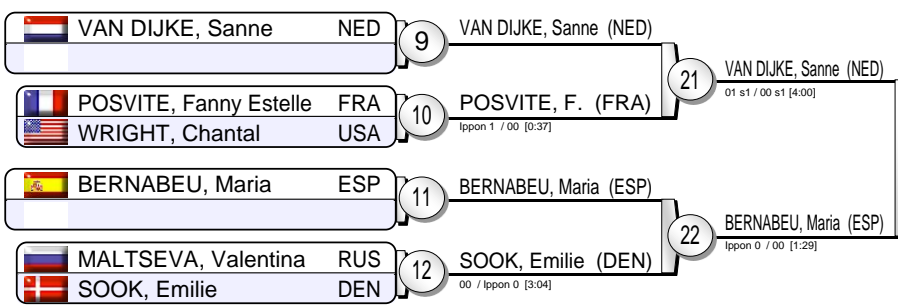 VAN DIJKE, Sanne NED
9
VAN DIJKE, Sanne (NED)
POSVITE, Fanny Estelle FRA
WRIGHT, Chantal USA
10
POSVITE, F. (FRA)
Ippon 1 / 00 [0:37]
21
VAN DIJKE, Sanne (NED)
01 s1 / 00 s1 [4:00]
BERNABEU, Maria ESP
11
BERNABEU, Maria (ESP)
MALTSEVA, Valentina RUS
SOOK, Emilie DEN
12
SOOK, Emilie (DEN)
00 / Ippon 0 [3:04]
22
BERNABEU, Maria (ESP)
Ippon 0 / 00 [1:29]